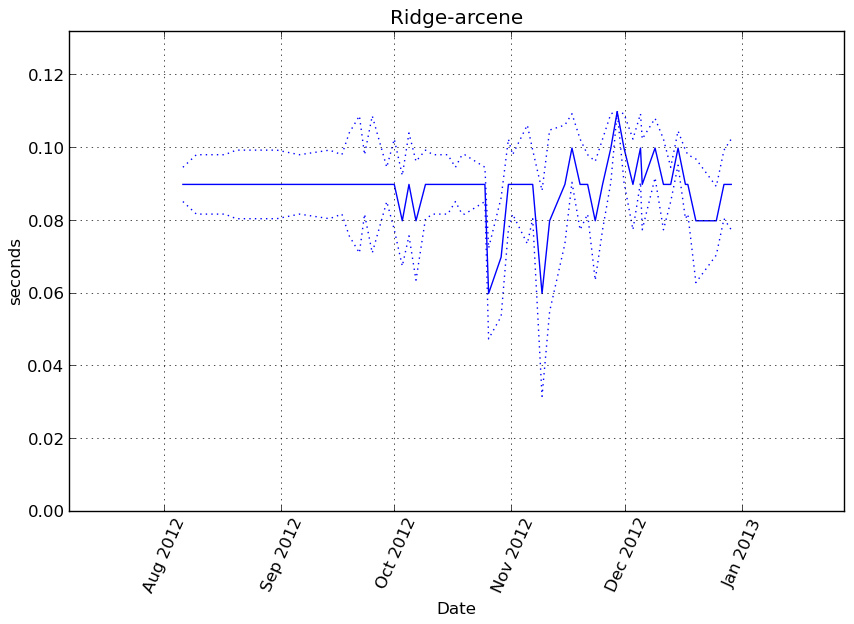 Ridge-arcene
0.12
0.10
0.08
0.06
0.04
0.02
0.00
seconds
Aug 2012
Sep 2012
Oct 2012
Nov 2012
Dec 2012
Jan 2013
Date